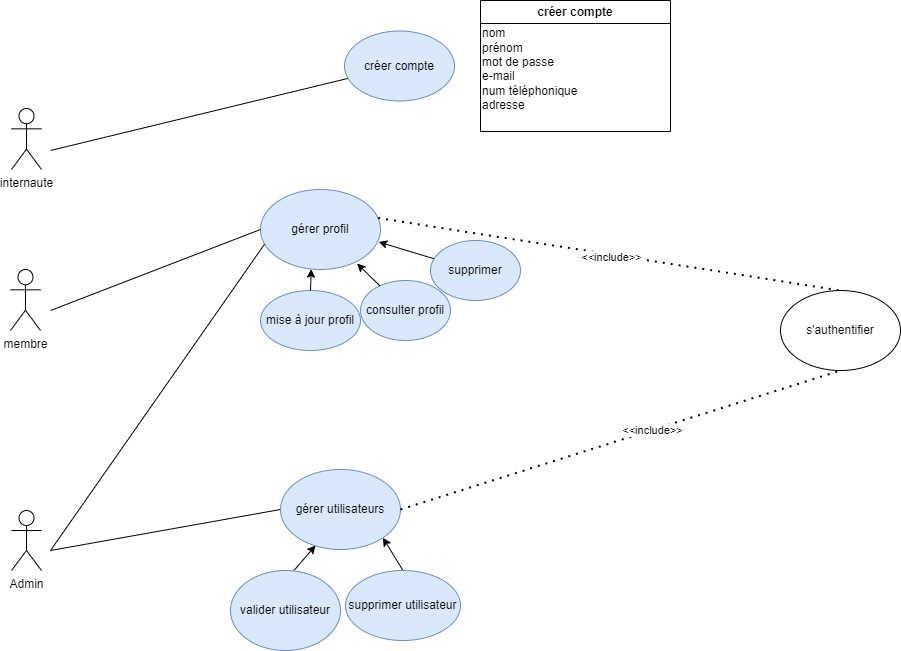 créer compte
nom
prénom
mot de passe
e-mail
num téléphonique
adresse
créer compte
internaute
gérer profil
<<include>>
supprimer
mise à jour profil
consulter profil
s'authentifier
membre
<<include>>
gérer utilisateurs
Admin
valider utilisateur
supprimer utilisateur